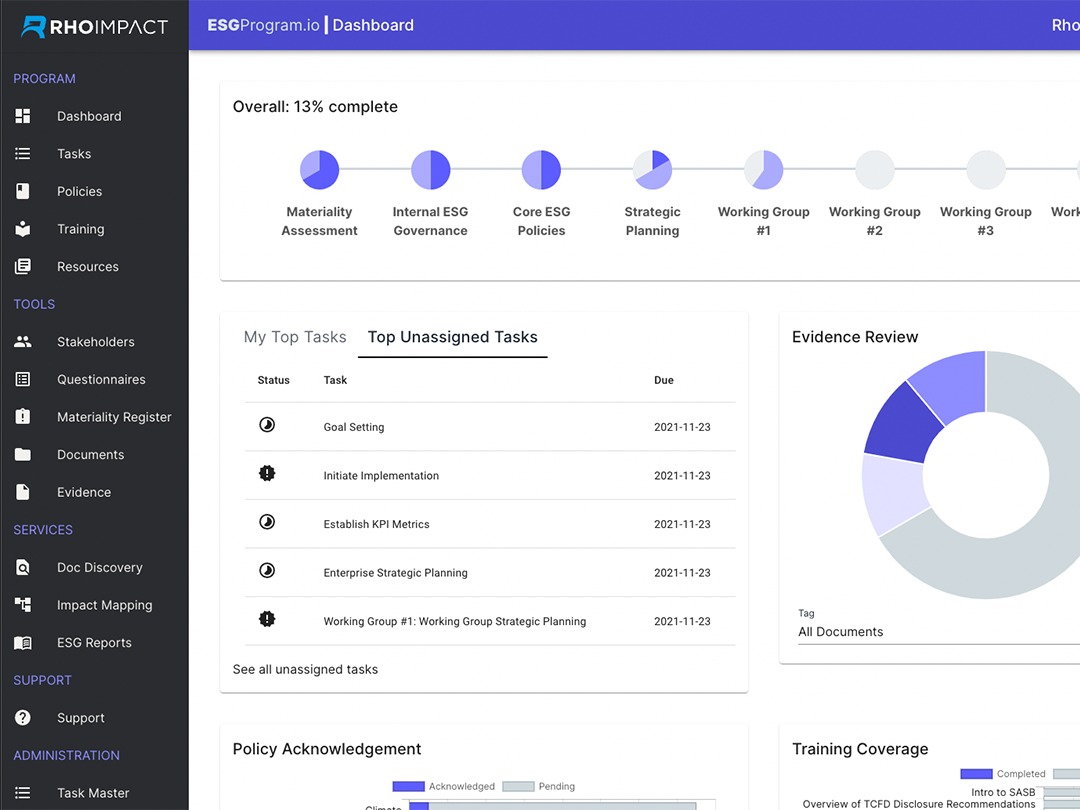 RHOIMPACT
ESGProgram.io | Dashboard
Rho
PROGRAM
Dashboard
Tasks
Policies
Training
Resources
TOOLS
Stakeholders
Questionnaires
Materiality Register
Documents
Evidence
SERVICES
Doc Discovery
Impact Mapping
ESG Reports
SUPPORT
Support
ADMINISTRATION
Task Master
Overall: 13% complete
Materiality
Assessment
Internal ESG
Governance
Core ESG
Policies
Strategic
Planning
Working Group
#1
Working Group
#2
Working Group
#3
My Top Tasks
Top Unassigned Tasks
Status Task Due
Goal Setting 2021-11-23
Initiate Implementation 2021-11-23
Establish KPI Metrics 2021-11-23
Enterprise Strategic Planning 2021-11-23
Working Group #1: Working Group Strategic Planning 2021-11-23
See all unassigned tasks
Evidence Review
Tag
All Documents
Policy Acknowledgement
Acknowledged Pending
Climate
Training Coverage
Completed
Intro to SASB
Overview of TCFD Disclosure Recommendations